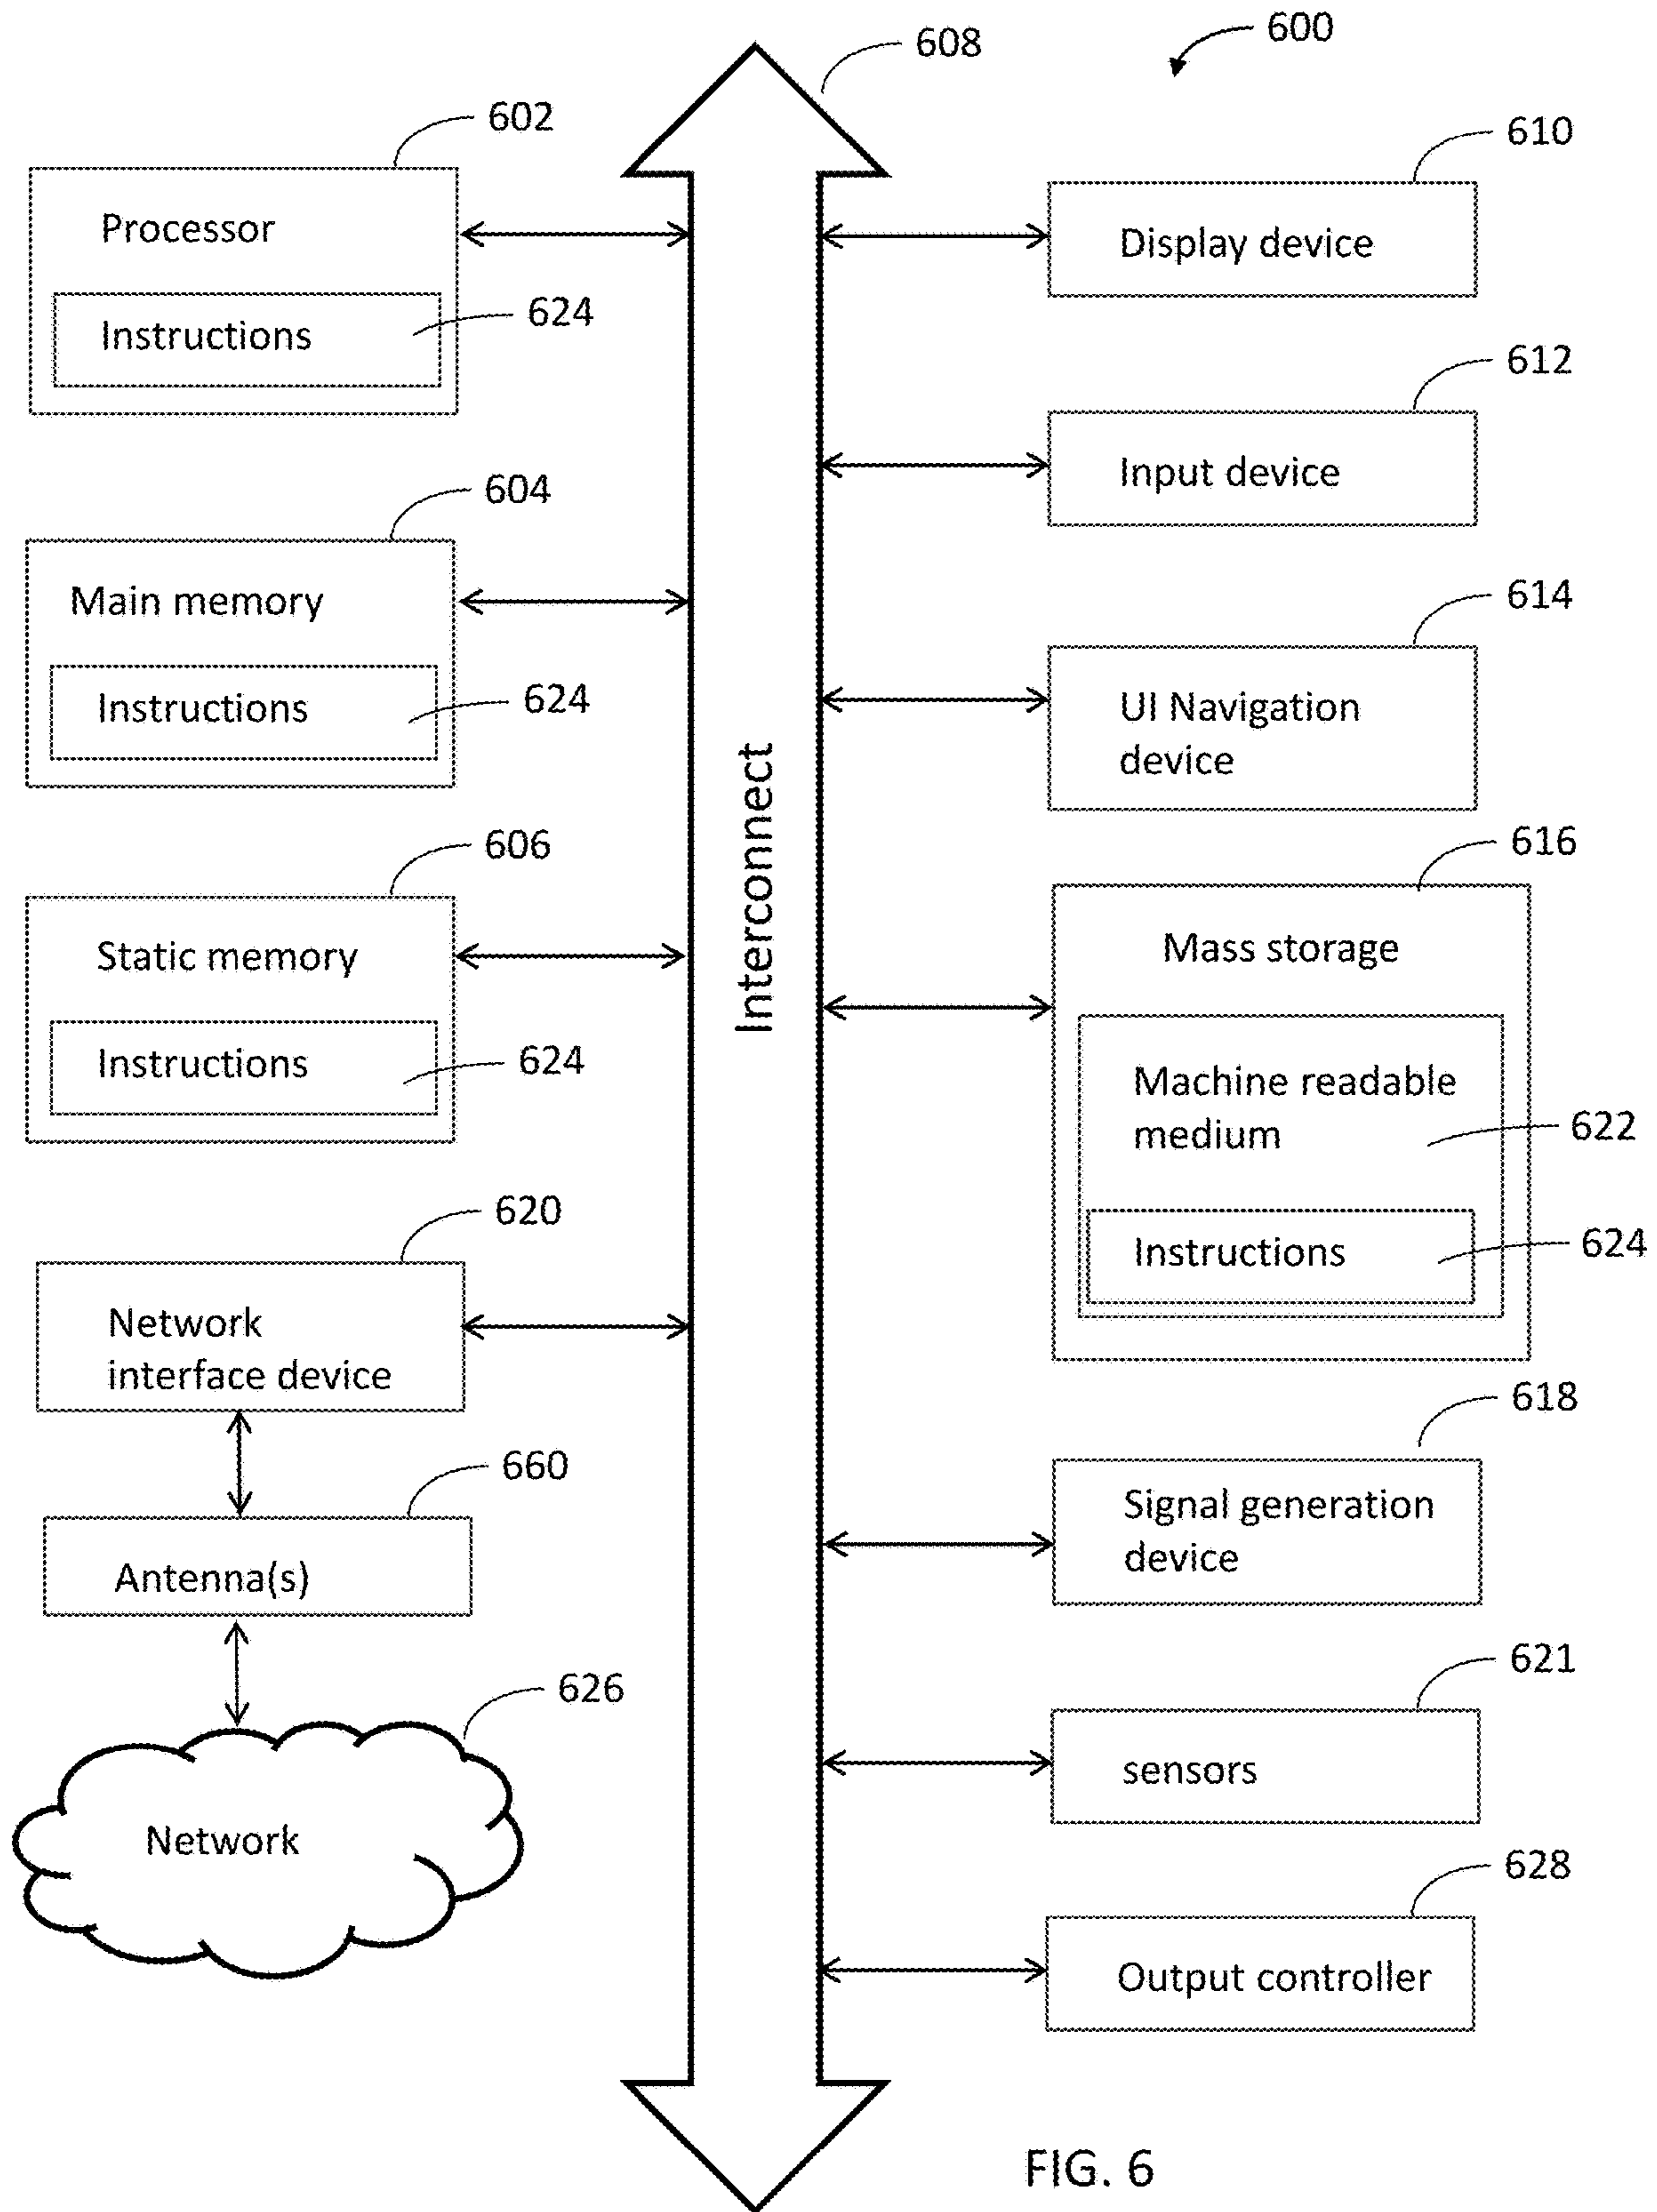 600
608
602
Processor
Instructions
624
604
Main memory
Instructions
624
606
Static memory
Instructions
624
620
Network
interface device
660
Antenna(s)
626
Network
Interconnect
610
Display device
612
Input device
614
UI Navigation
device
616
Mass storage
Machine readable
medium
622
Instructions
624
618
Signal generation
device
621
sensors
628
Output controller
FIG. 6